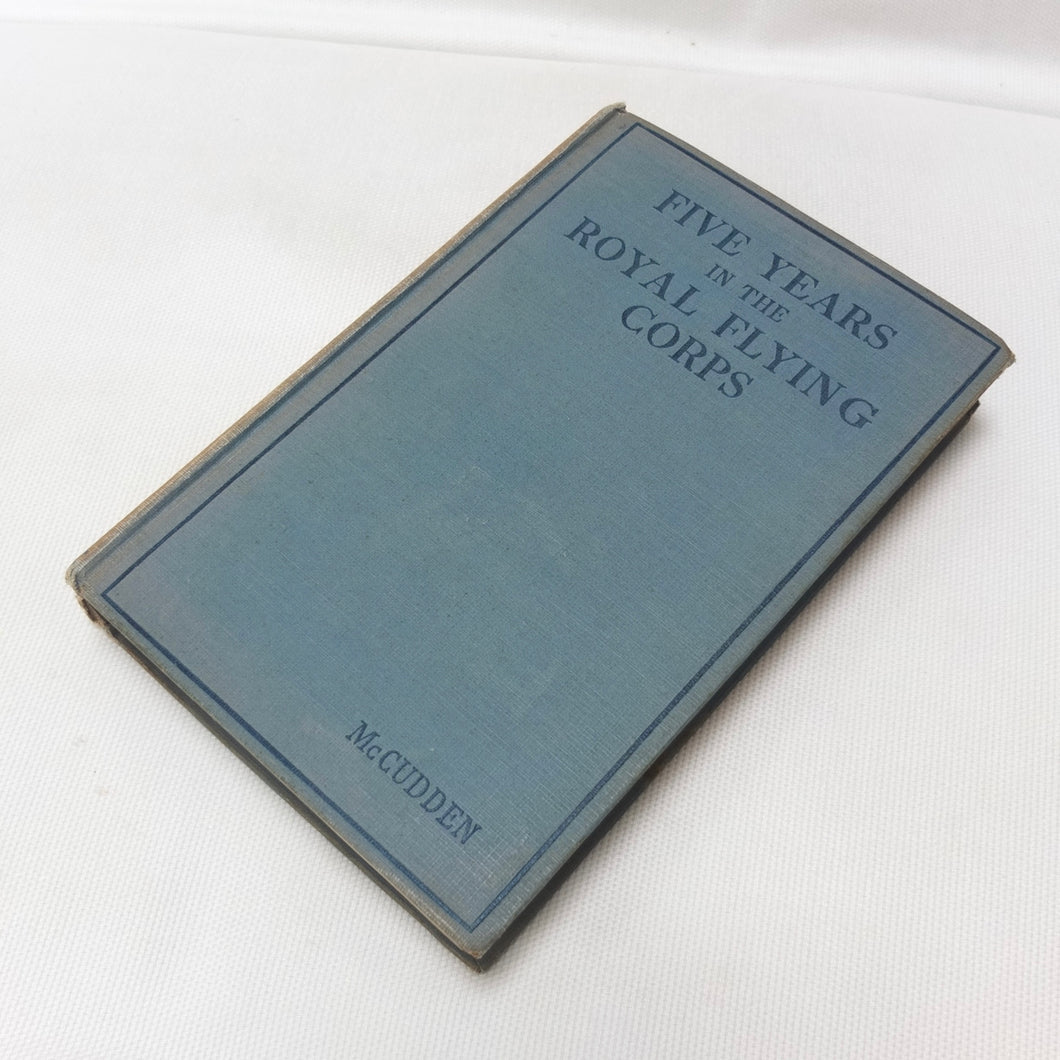 FIVE YEARS
IN THE
ROYAL FLYING
CORPS
McCUDDEN